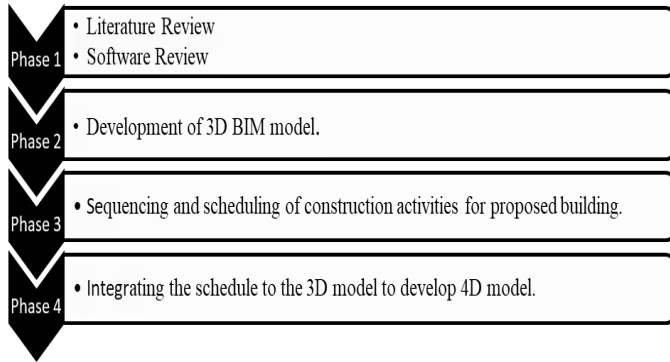 Phase 1
• Literature Review
• Software Review
Phase 2
• Development of 3D BIM model.
Phase 3
• Sequencing and scheduling of construction activities for proposed building.
Phase 4
• Integrating the schedule to the 3D model to develop 4D model.